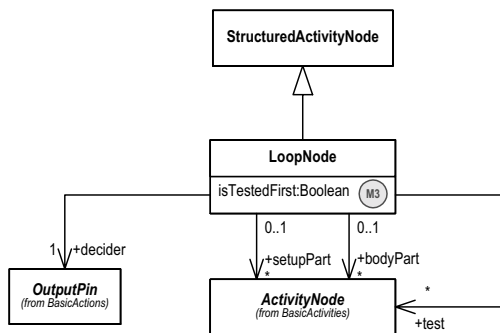 StructuredActivityNode
LoopNode
isTestedFirst:Boolean
M3
0..1
0..1
1
+decider
+setupPart
+bodyPart
*
*
*
OutputPin
(from BasicActions)
ActivityNode
(from BasicActivities)
+test